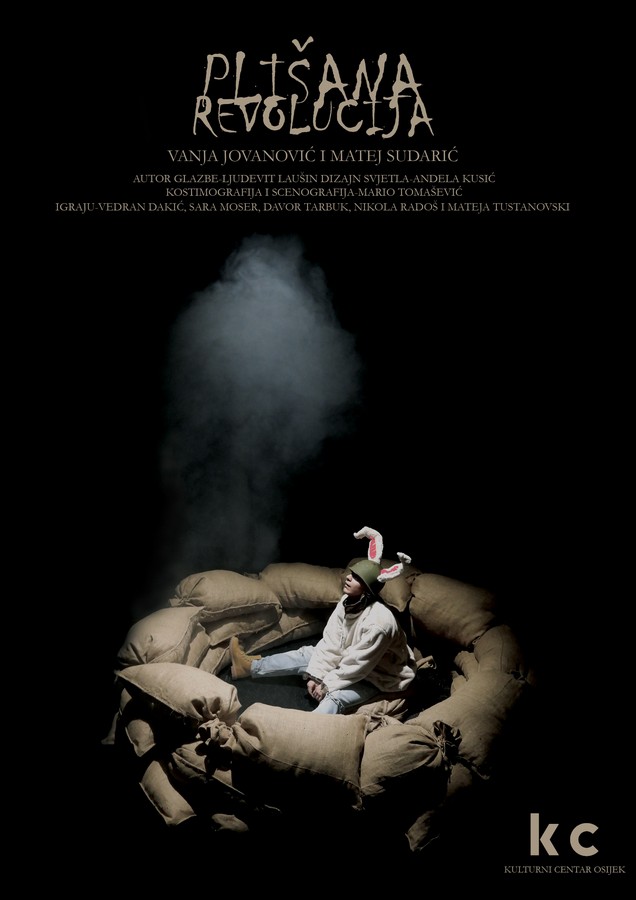 PLIŠANA
REVOLUCIJA
VANJA JOVANOVIĆ I MATEJ SUDARIĆ
AUTOR GLAZBE-LJUDEVIT LAUŠIN DIZAJN SVJETLA-ANĐELA KUSIĆ
KOSTIMOGRAFIJA I SCENOGRAFIJA-MARIO TOMAŠEVIĆ
IGRAJU-VEDRAN DAKIĆ, SARA MOSER, DAVOR TARBUK, NIKOLA RADOŠ I MATEJA TUSTANOVSKI
kc
KULTURNI CENTAR OSIJEK